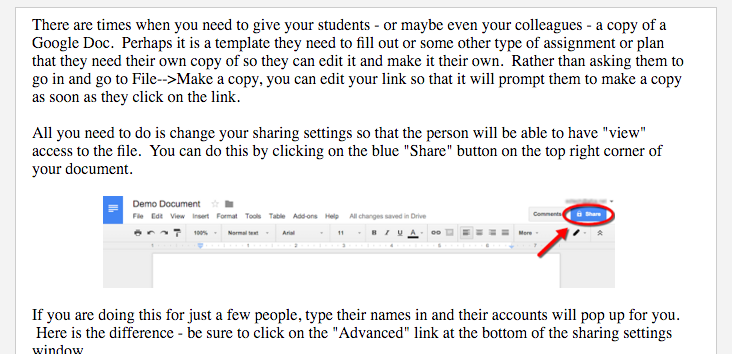 There are times when you need to give your students - or maybe even your colleagues - a copy of a
Google Doc.  Perhaps it is a template they need to fill out or some other type of assignment or plan
that they need their own copy of so they can edit it and make it their own.  Rather than asking them to
go in and go to File-->Make a copy, you can edit your link so that it will prompt them to make a copy
as soon as they click on the link.
All you need to do is change your sharing settings so that the person will be able to have "view"
access to the file.  You can do this by clicking on the blue "Share" button on the top right corner of
your document.
Demo Document
File Edit View Insert Format Tools Table Add-ons Help All changes saved in Drive
Comments Share
100% Normal text Arial 11 B I U A More
If you are doing this for just a few people, type their names in and their accounts will pop up for you.
Here is the difference - be sure to click on the "Advanced" link at the bottom of the sharing settings
window